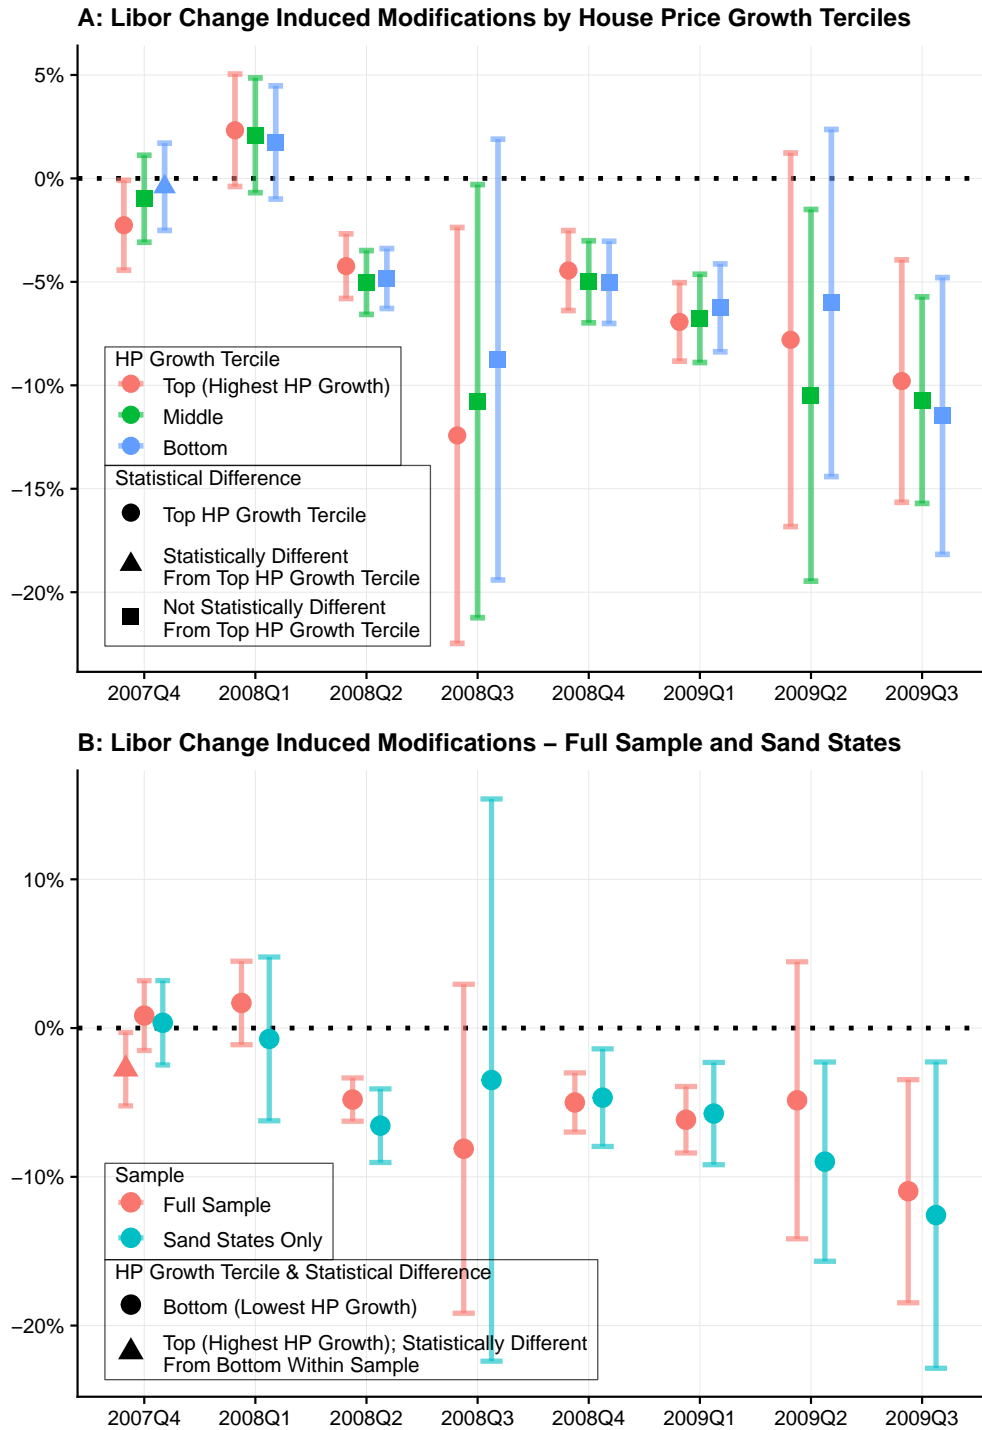 A: Libor Change Induced Modifications by House Price Growth Terciles
5%
0%
−5%
−10%
−15%
−20%
HP Growth Tercile
Top (Highest HP Growth)
Middle
Bottom
Statistical Difference
Top HP Growth Tercile
Statistically Different
From Top HP Growth Tercile
Not Statistically Different
From Top HP Growth Tercile
2007Q4 2008Q1 2008Q2 2008Q3 2008Q4 2009Q1 2009Q2 2009Q3
B: Libor Change Induced Modifications − Full Sample and Sand States
10%
0%
−10%
−20%
Sample
Full Sample
Sand States Only
HP Growth Tercile & Statistical Difference
Bottom (Lowest HP Growth)
Top (Highest HP Growth); Statistically Different
From Bottom Within Sample
2007Q4 2008Q1 2008Q2 2008Q3 2008Q4 2009Q1 2009Q2 2009Q3